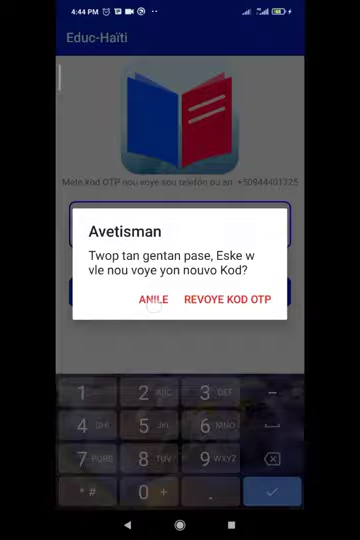 4:44 PM
Educ-Haïti
Mete kod OTP nou voye sou telefòn ou an +50944401225
Avetisman
Twop tan gentan pase, Eske w
vle nou voye yon nouvo Kod?
ANILE REVOYE KOD OTP
1 2 ABC 3 DEF
4 GHI 5 JKL 6 MNO
7 PQRS 8 TUV 9 WXYZ
* # 0 + .